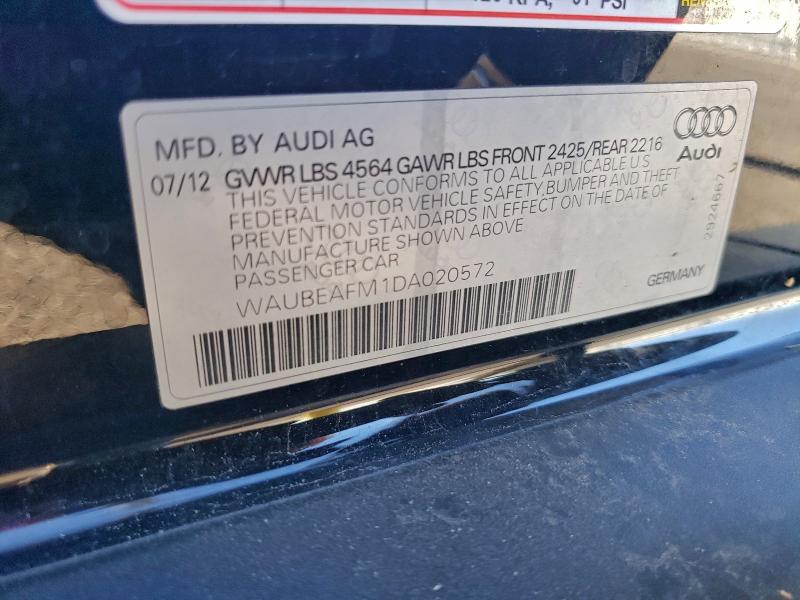 PSI
MFD. BY AUDI AG
Audi
07/12 GVWR LBS 4564 GAWR LBS FRONT 2425/REAR 2216
THIS VEHICLE CONFORMS TO ALL APPLICABLE U.S
FEDERAL MOTOR VEHICLE SAFETY,BUMPER AND THEFT
PREVENTION STANDARDS IN EFFECT ON THE DATE OF
MANUFACTURE SHOWN ABOVE
PASSENGER CAR
WAUBEAFM1DA020572
GERMANY
2924667